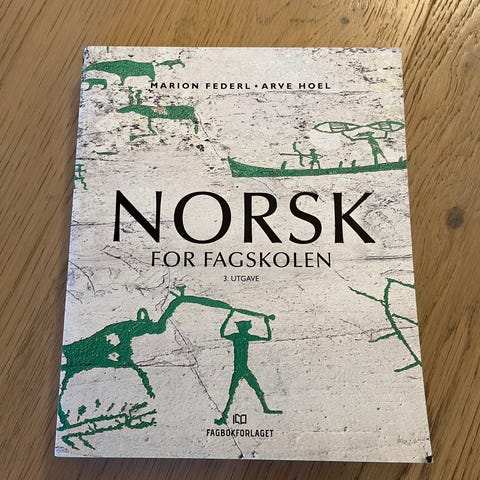 MARION FEDERL • ARVE HOEL
NORSK
FOR FAGSKOLEN
3. UTGAVE
FAGBOKFORLAGET